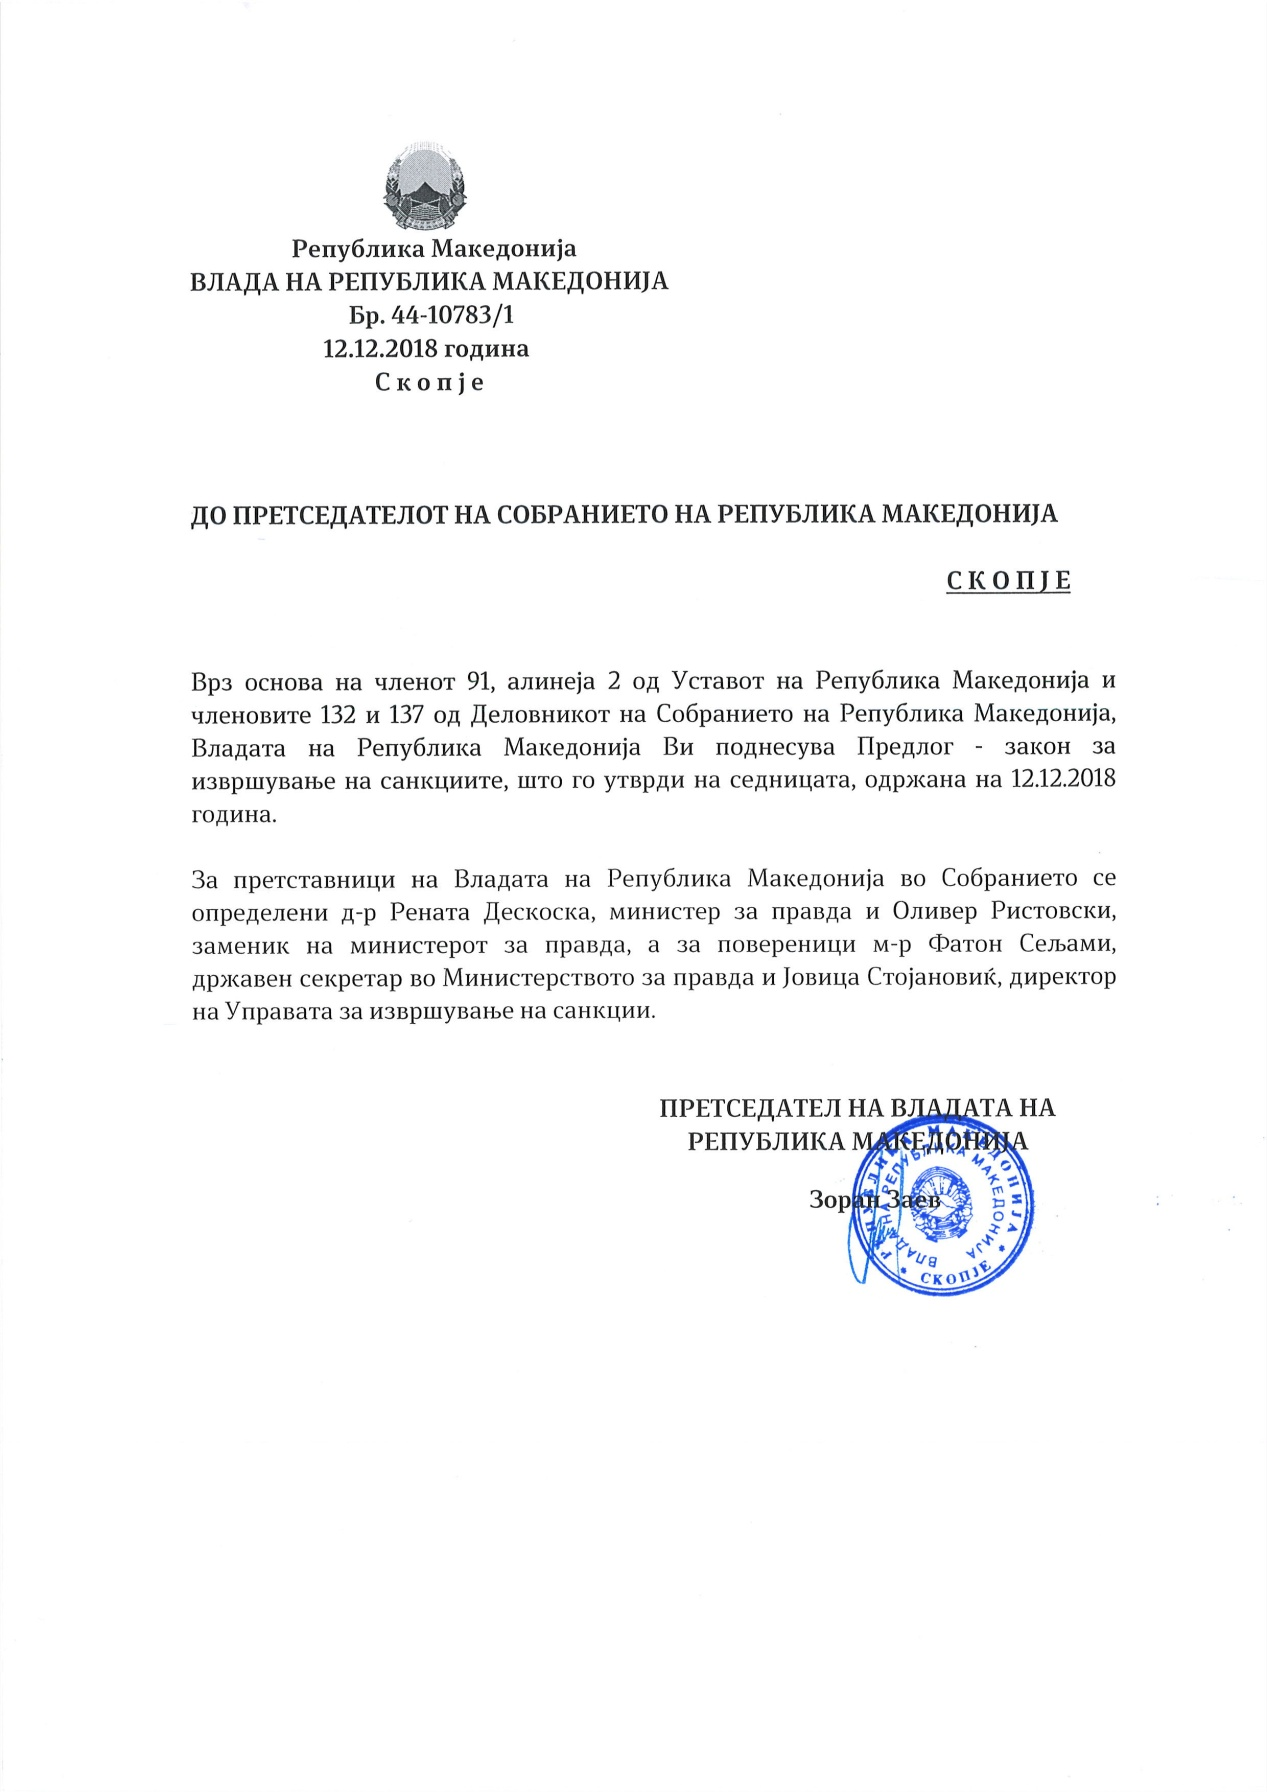 Република Македонија
ВЛАДА НА РЕПУБЛИКА МАКЕДОНИЈА
Бр. 44-10783/1
12.12.2018 година
С к о п ј е
ДО ПРЕТСЕДАТЕЛОТ НА СОБРАНИЕТО НА РЕПУБЛИКА МАКЕДОНИЈА
С К О П Ј Е
Врз основа на членот 91, алинеја 2 од Уставот на Република Македонија и
членовите 132 и 137 од Деловникот на Собранието на Република Македонија,
Владата на Република Македонија Ви поднесува Предлог - закон за
извршување на санкциите, што го утврди на седницата, одржана на 12.12.2018
година.
За претставници на Владата на Република Македонија во Собранието се
определени д-р Рената Дескоска, министер за правда и Оливер Ристовски,
заменик на министерот за правда, а за повереници м-р Фатон Сељами,
државен секретар во Министерството за правда и Јовица Стојановиќ, директор
на Управата за извршување на санкции.
ПРЕТСЕДАТЕЛ НА ВЛАДАТА НА
РЕПУБЛИКА МАКЕДОНИЈА
Зоран Заев
РЕПУБЛИКА МАКЕДОНИЈА
ВЛАДА НА РЕПУБЛИКА МАКЕДОНИЈА
* СКОПЈЕ *